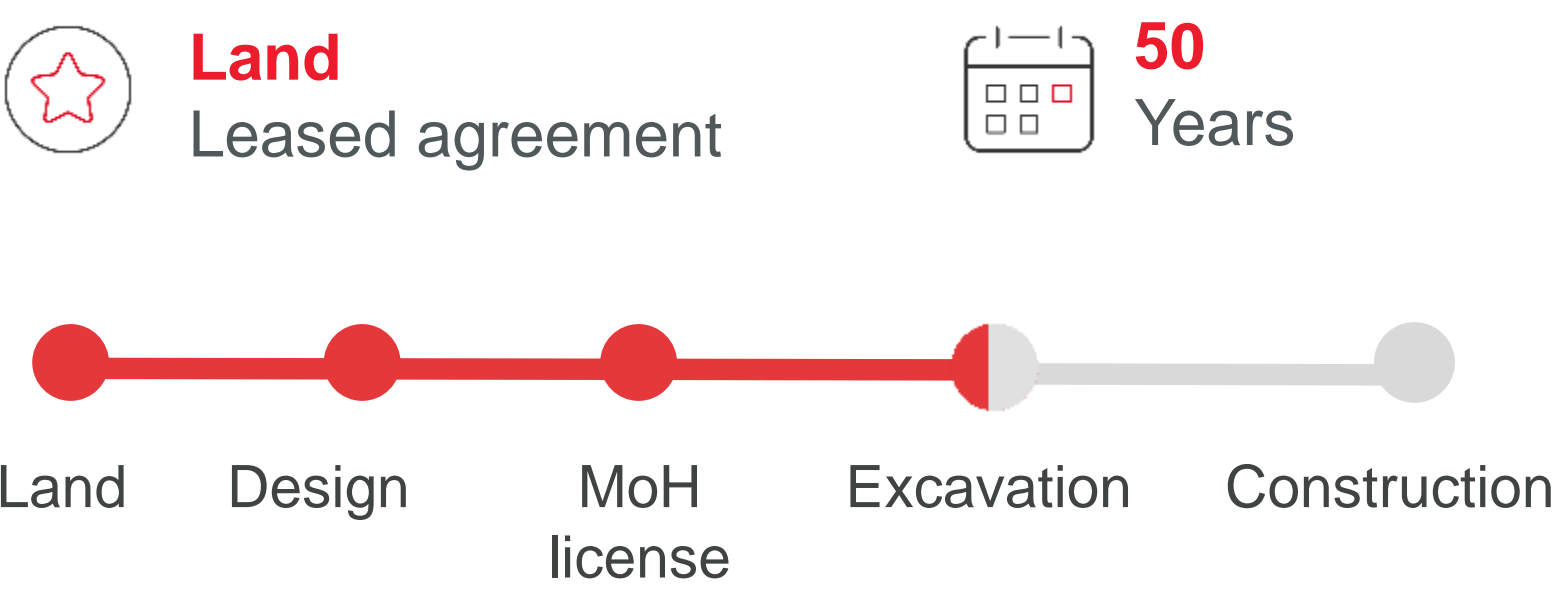 Land
Leased agreement
50
Years
Land
Design
MoH
license
Excavation
Construction